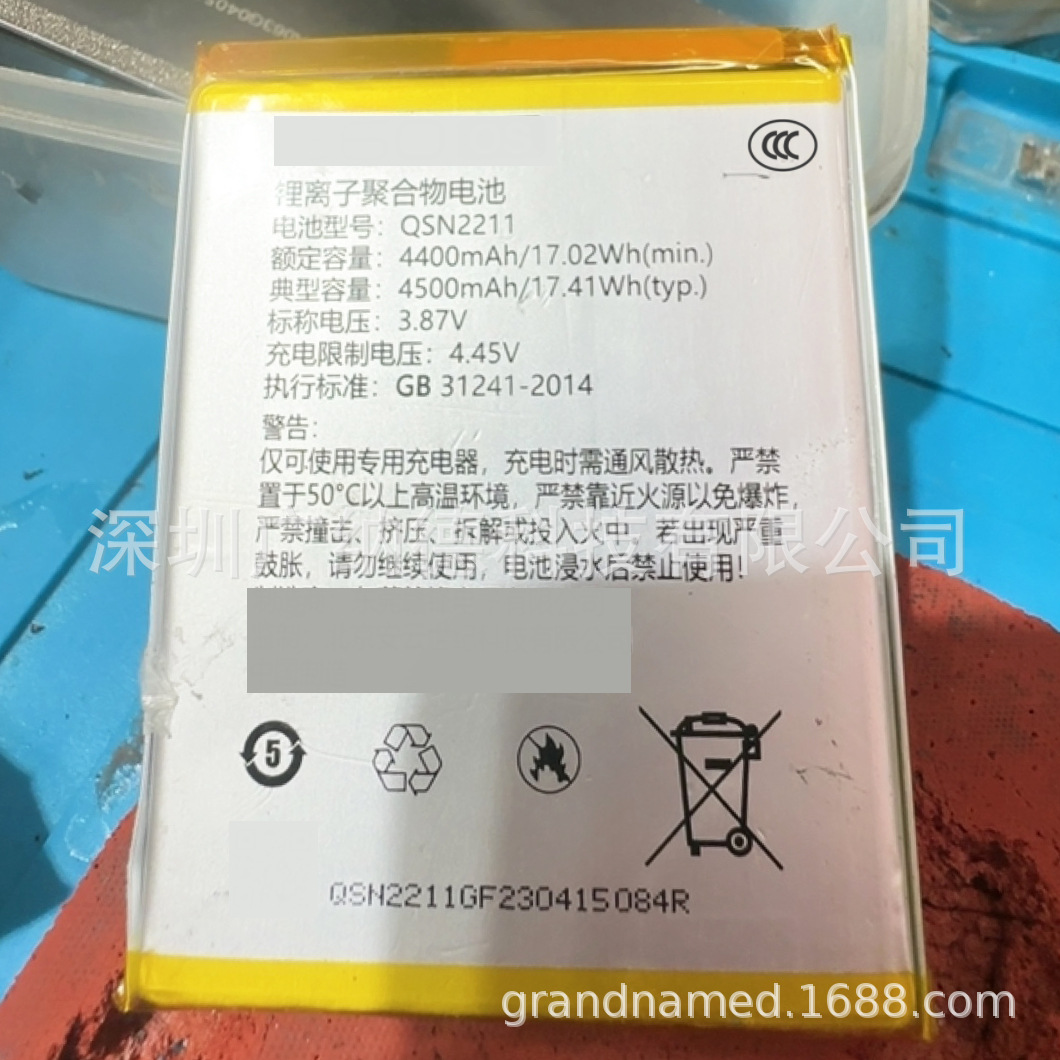 锂离子聚合物电池
电池型号：QSN2211
额定容量：4400mAh/17.02Wh(min.)
典型容量：4500mAh/17.41Wh(typ.)
标称电压：3.87V
充电限制电压：4.45V
执行标准：GB 31241-2014
警告：
仅可使用专用充电器，充电时需通风散热。严禁
置于50°C以上高温环境，严禁靠近火源以免爆炸，
严禁撞击、挤压、拆解或投入火中，若出现严重
鼓胀，请勿继续使用，电池浸水后禁止使用！
深圳 科技有限公司
CCC
5
QSN2211GF230415084R
grandnamed.1688.com